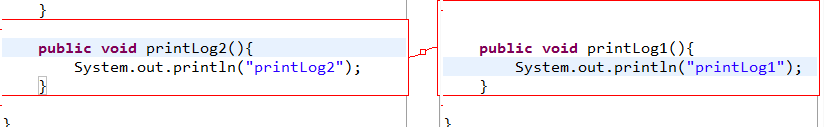 }
public void printLog2(){
System.out.println("printLog2");
}
}
public void printLog1(){
System.out.println("printLog1");
}
}